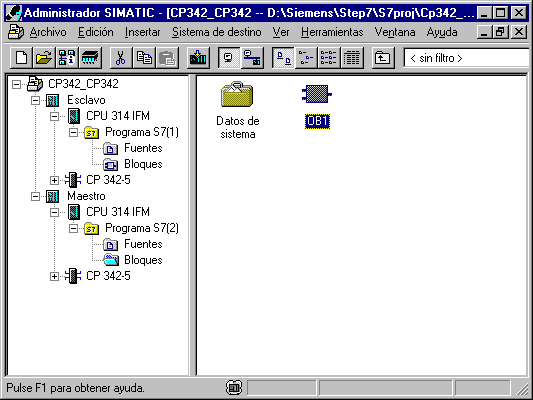 Administrador SIMATIC - [CP342_CP342 -- D:\Siemens\Step7\S7proj\Cp342_...
Archivo Edición Insertar Sistema de destino Ver Herramientas Ventana Ayuda
< sin filtro >
CP342_CP342
Esclavo
CPU 314 IFM
Programa S7(1)
Fuentes
Bloques
CP 342-5
Maestro
CPU 314 IFM
Programa S7(2)
Fuentes
Bloques
CP 342-5
Datos de
sistema
OB1
Pulse F1 para obtener ayuda.